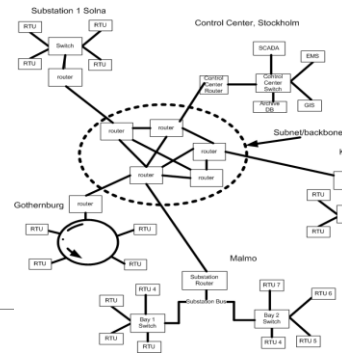 Substation 1 Solna
RTU
RTU
Switch
RTU
RTU
router
Control Center, Stockholm
SCADA
EMS
Control
Center
Router
Control
Center
Switch
Archive
DB
GIS
Subnet/backbone
router
router
router
router
router
K
RTU
RTU
Gothernburg
router
RTU
RTU
RTU
RTU
Malmo
Substation
Router
Substation Bus
RTU 4
RTU
Bay 1
Switch
RTU
RTU
RTU 7
RTU 6
Bay 2
Switch
RTU 4
RTU 5